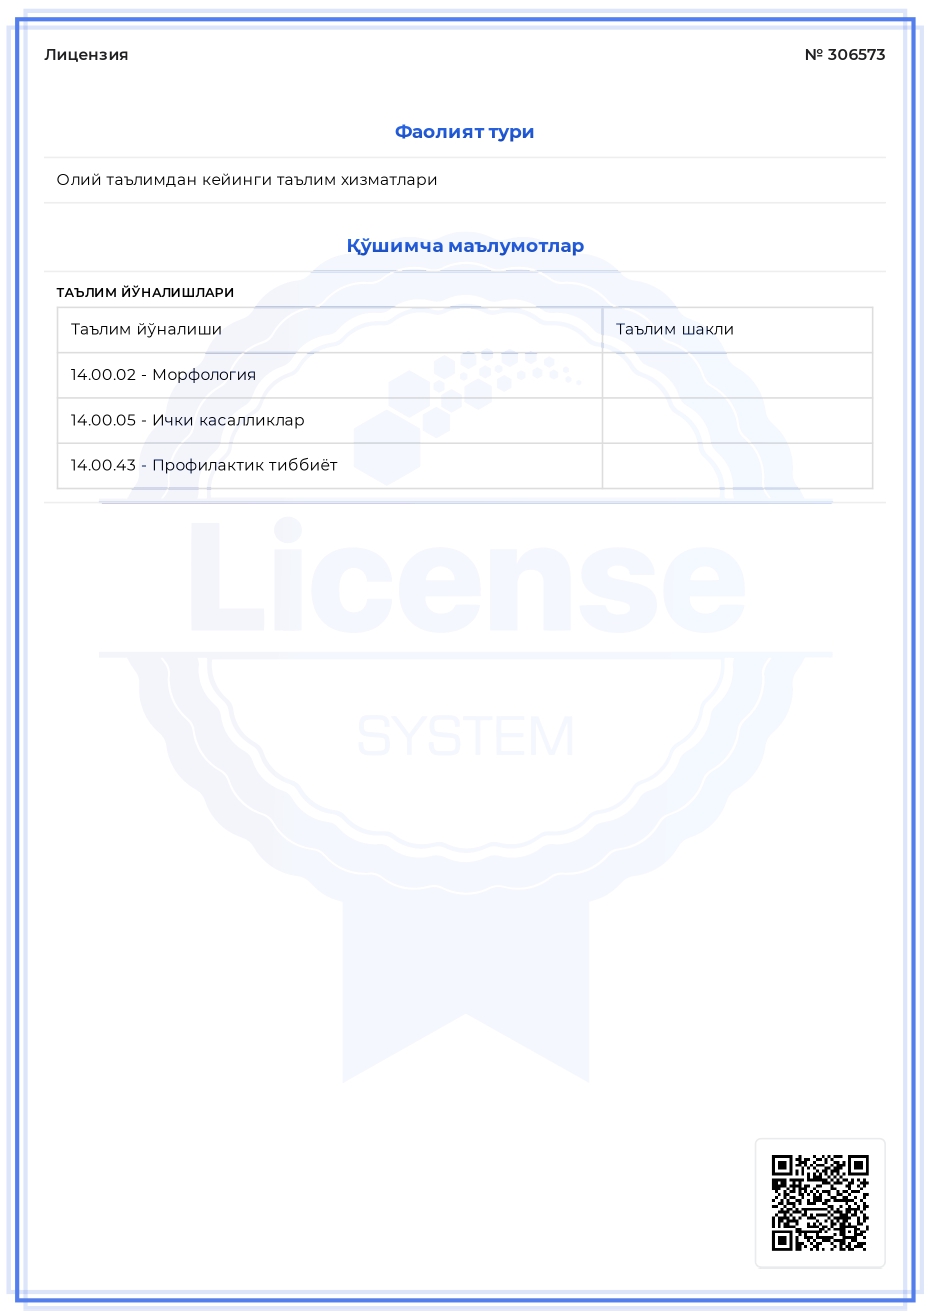 Лицензия № 306573
Фаолият тури
Олий таълимдан кейинги таълим хизматлари
Қўшимча маълумотлар
ТАЪЛИМ ЙЎНАЛИШЛАРИ
Таълим йўналиши Таълим шакли
14.00.02 - Морфология
14.00.05 - Ички касалликлар
14.00.43 - Профилактик тиббиёт
License
SYSTEM